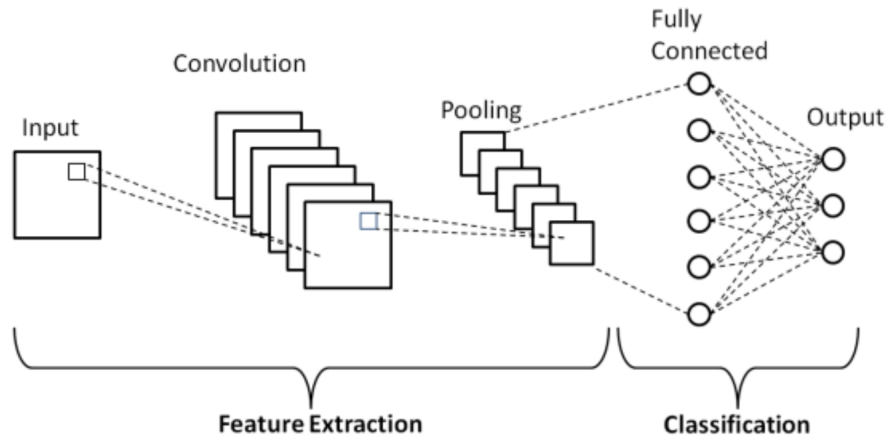 Fully
Connected
Convolution
Pooling
Input
Output
Feature Extraction
Classification